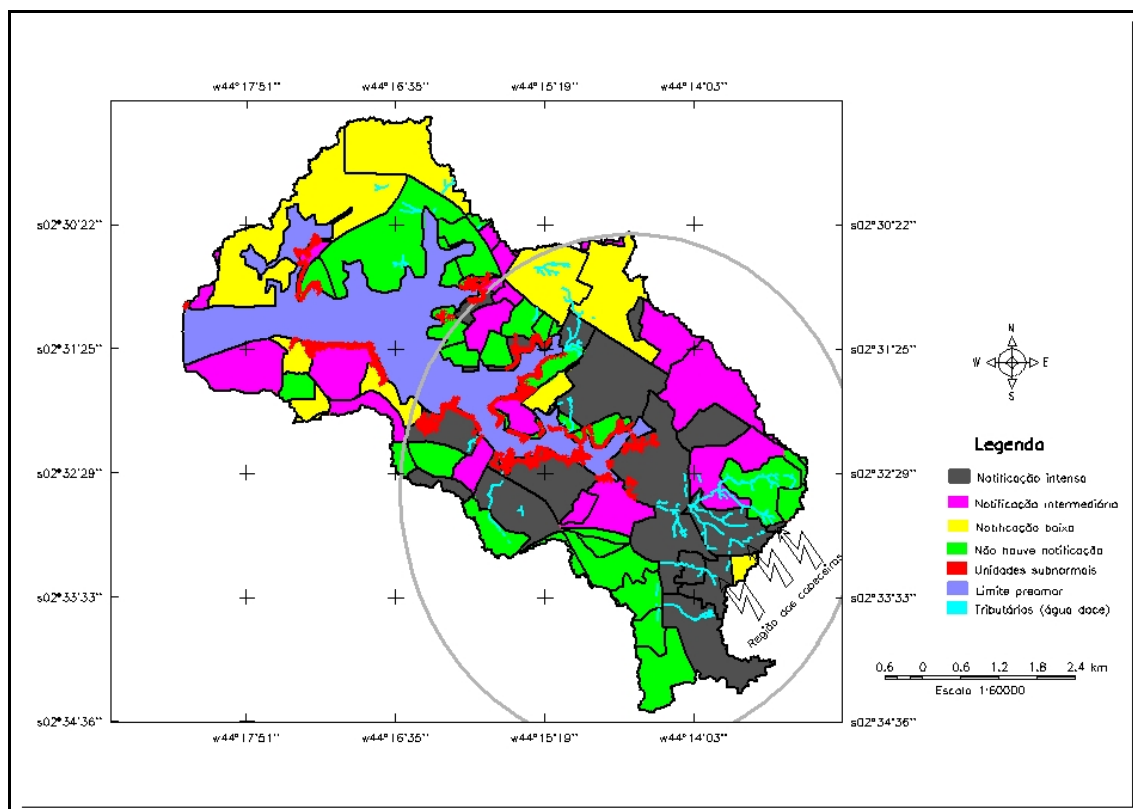 w44°17'51'' w44°16'35'' w44°15'19'' w44°14'03''
s02°30'22'' s02°30'22''
s02°31'25'' s02°31'25''
N
W E
S
Legenda
s02°32'29'' s02°32'29''
Notificação intensa
Notificação intermediária
Notificação baixa
Não houve notificação
Unidades subnormais
Limite preamar
Tributários (água doce)
Região das cabeceiras
s02°33'33'' s02°33'33''
0.6 0 0.6 1.2 1.8 2.4 km
Escala 1:60000
s02°34'36'' s02°34'36''
w44°17'51'' w44°16'35'' w44°15'19'' w44°14'03''